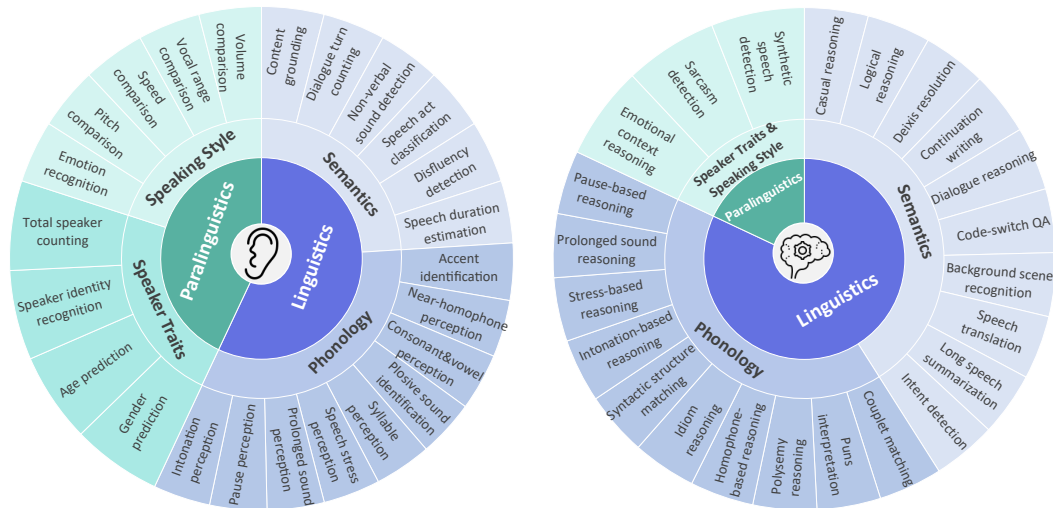 Paralinguistics
Linguistics
Speaking Style
Speaker Traits
Semantics
Phonology
Content
grounding
Dialogue turn
counting
Non-verbal
sound detection
Speech act
classification
Disfluency
detection
Speech duration
estimation
Accent identification
Near-homophone
perception
Consonant&vowel
perception
Plosive sound
identification
Syllable
perception
Speech stress
perception
Prolonged sound
perception
Pause perception
Intonation
perception
Gender
prediction
Age prediction
Speaker identity
recognition
Total speaker
counting
Emotion recognition
Pitch
comparison
Speed
comparison
Vocal range
comparison
Volume
comparison
Paralinguistics
Linguistics
Speaker Traits &
Speaking Style
Semantics
Phonology
Casual reasoning
Logical
reasoning
Deixis resolution
Continuation
writing
Dialogue reasoning
Code-switch QA
Background scene
recognition
Speech
translation
Long speech
summarization
Intent detection
Couplet matching
Puns
interpretation
Polysemy
reasoning
Homophone-
based reasoning
Idiom
reasoning
Syntactic structure
matching
Intonation-based
reasoning
Stress-based
reasoning
Prolonged sound
reasoning
Pause-based
reasoning
Emotional
context
reasoning
Sarcasm
detection
Synthetic
speech
detection